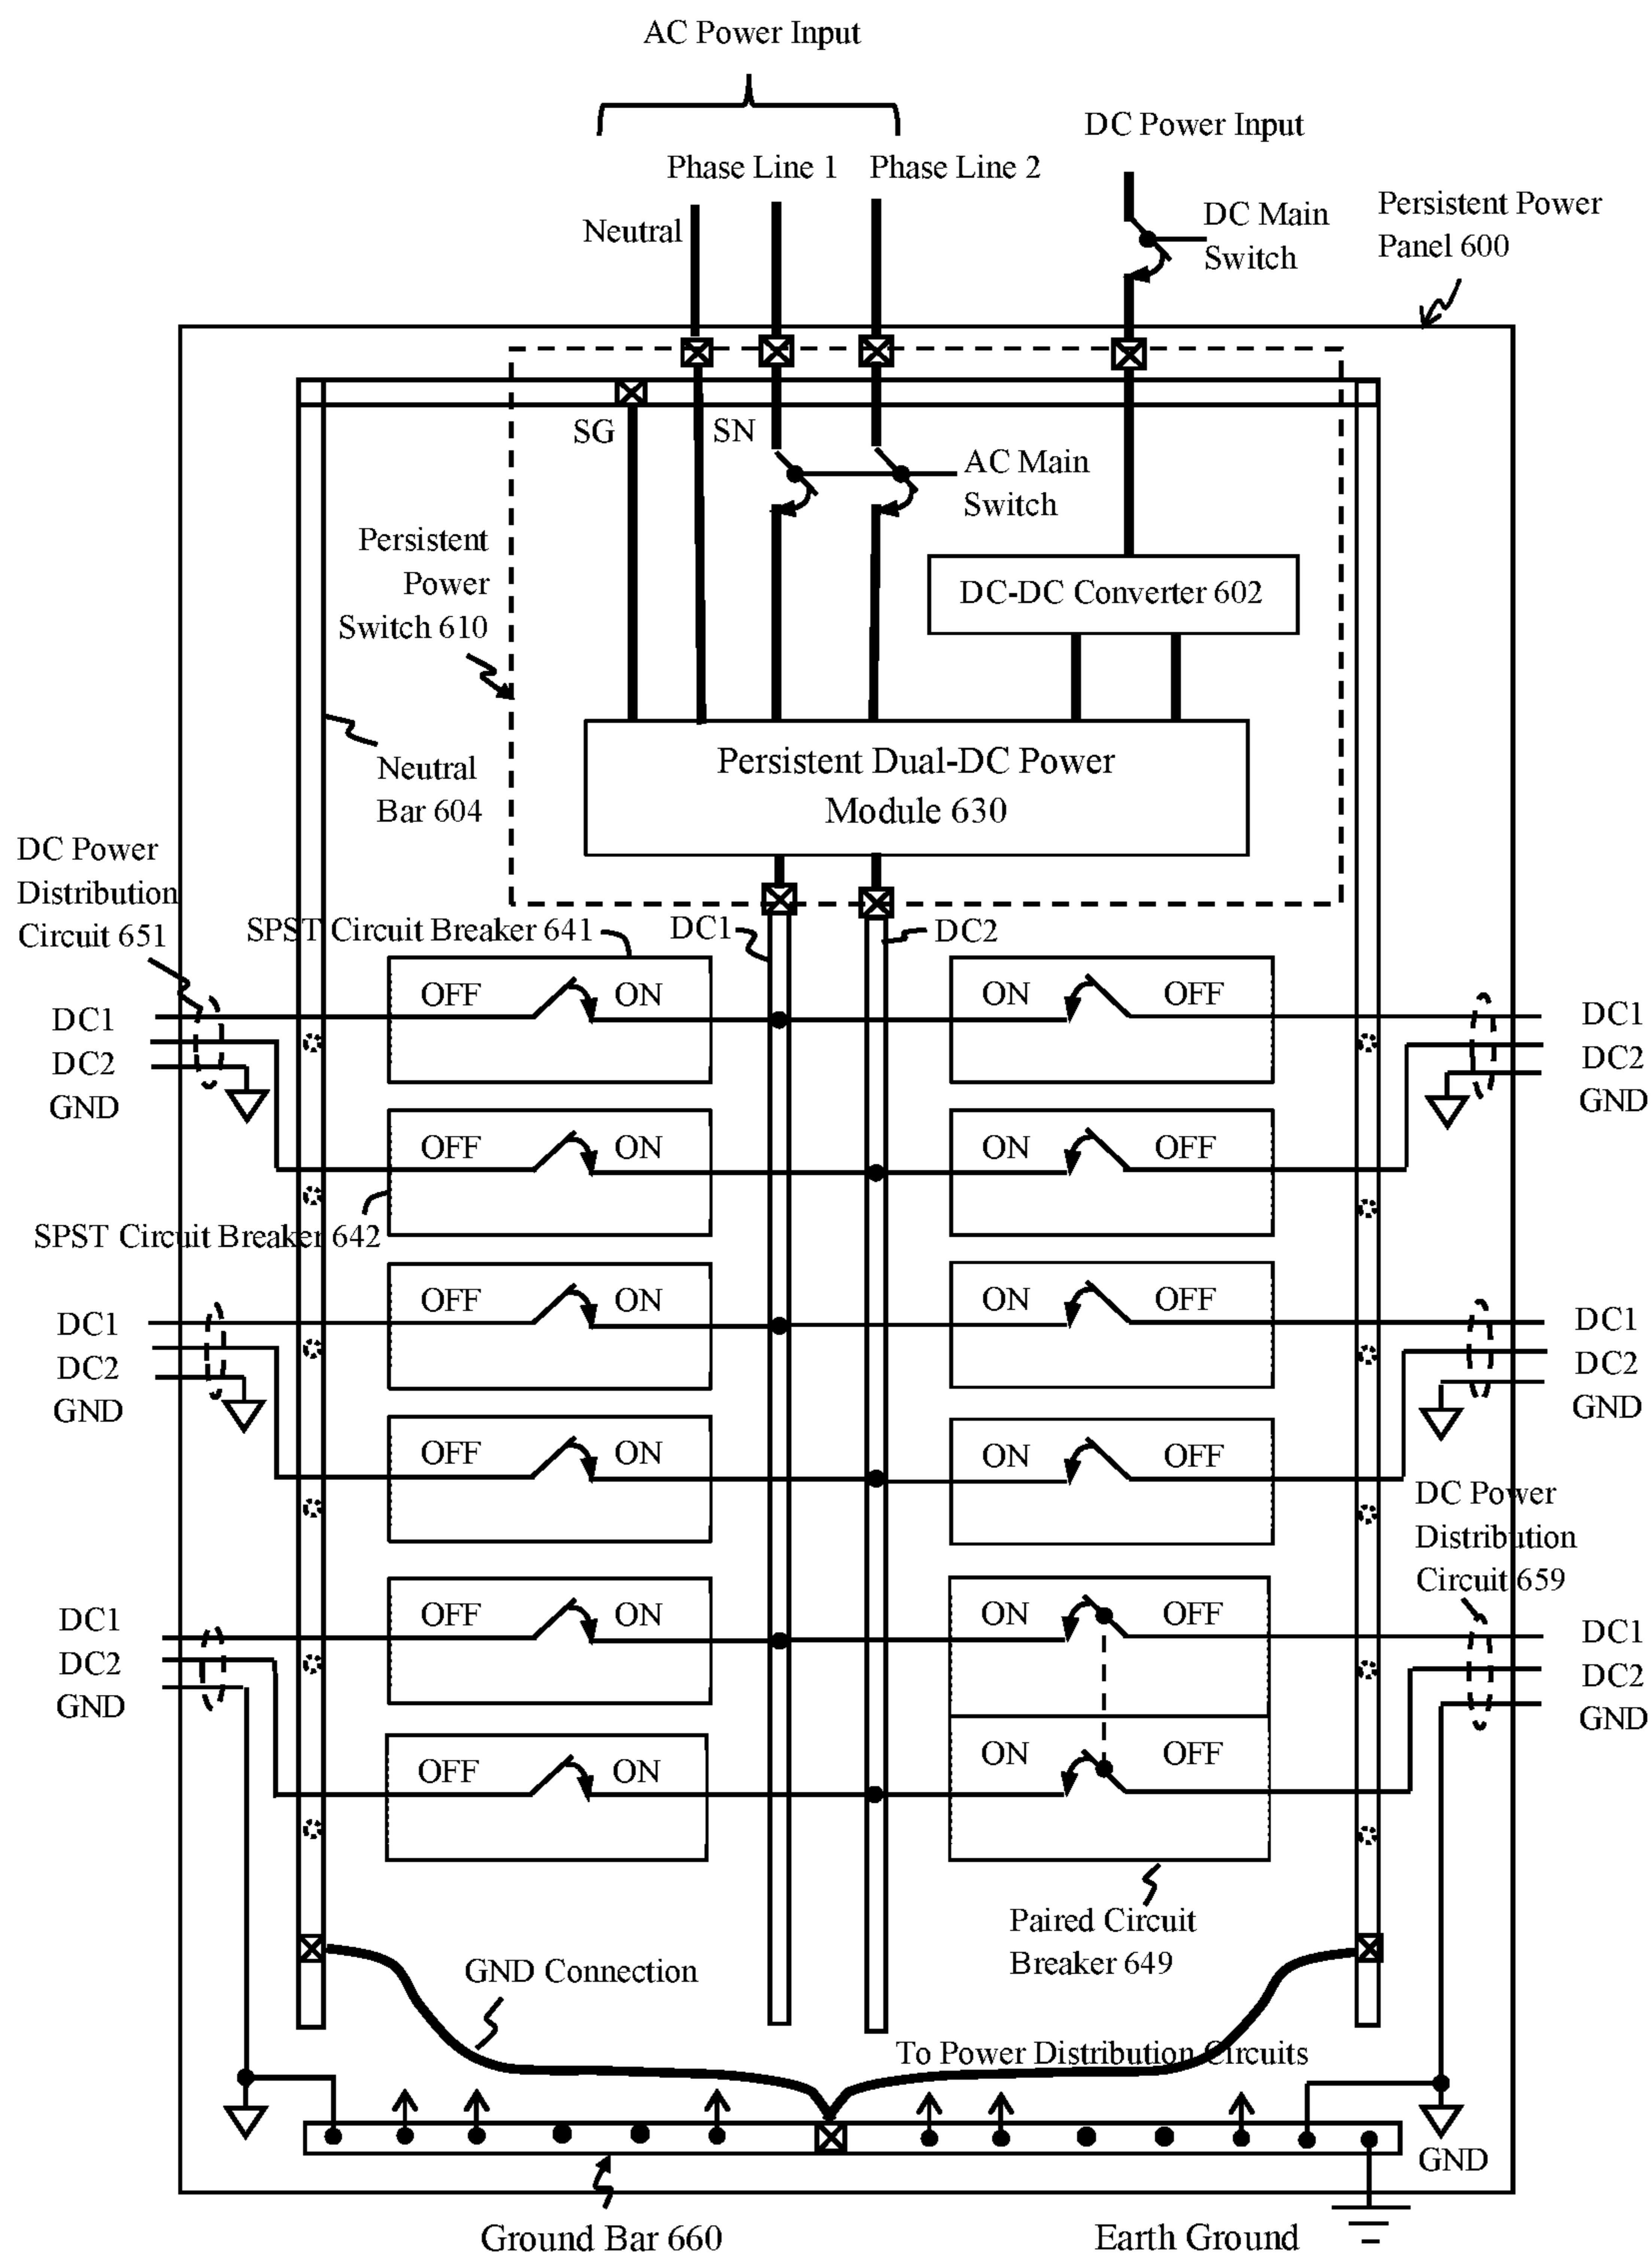 AC Power Input
DC Power Input
Phase Line 1
Phase Line 2
Neutral
DC Main
Switch
Persistent Power
Panel 600
SG
SN
AC Main
Switch
Persistent
Power
Switch 610
DC-DC Converter 602
Persistent Dual-DC Power
Module 630
Neutral
Bar 604
DC Power
Distribution
Circuit 651
SPST Circuit Breaker 641
DC1
DC2
OFF
ON
ON
OFF
DC1
DC2
GND
DC1
DC2
GND
OFF
ON
ON
OFF
SPST Circuit Breaker 642
OFF
ON
ON
OFF
DC1
DC2
GND
DC1
DC2
GND
OFF
ON
ON
OFF
DC Power
Distribution
Circuit 659
OFF
ON
ON
OFF
DC1
DC2
GND
DC1
DC2
GND
OFF
ON
ON
OFF
Paired Circuit
Breaker 649
GND Connection
To Power Distribution Circuits
GND
Ground Bar 660
Earth Ground